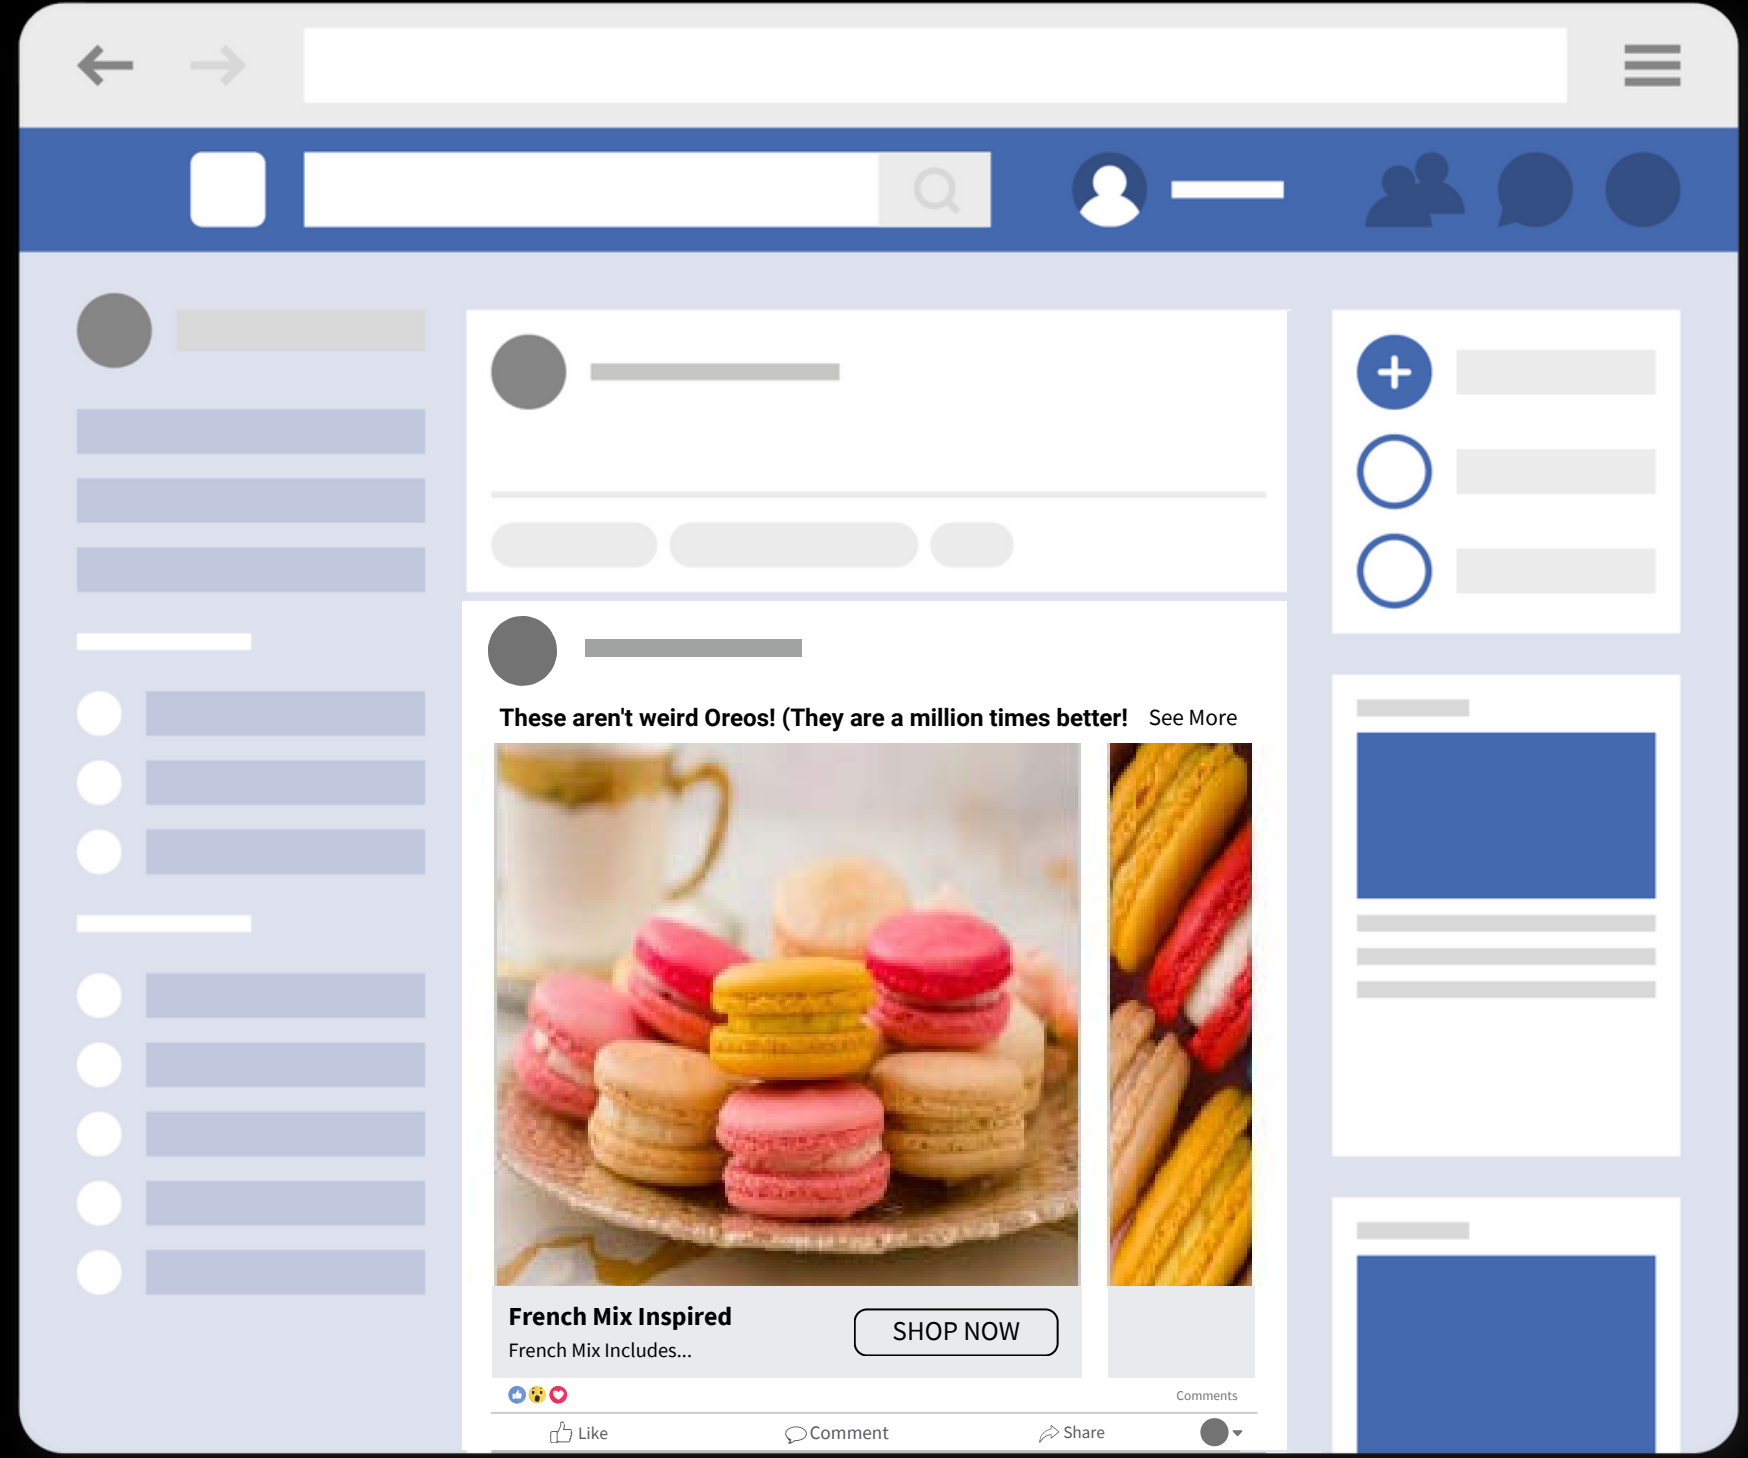 These aren't weird Oreos! (They are a million times better! See More
French Mix Inspired
French Mix Includes...
SHOP NOW
Comments
Like Comment Share